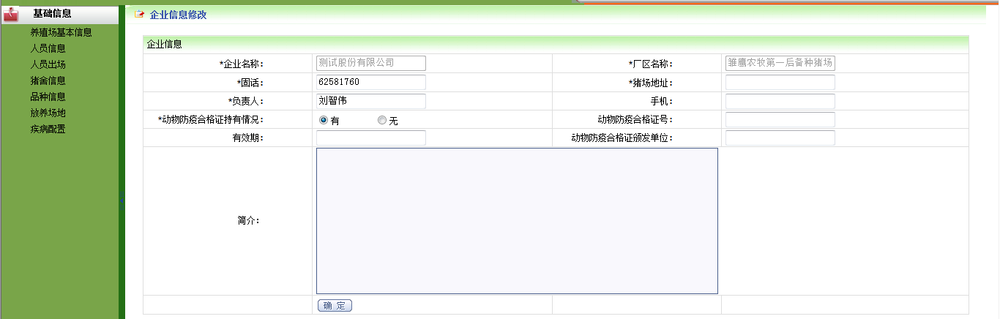 基础信息
养殖场基本信息
人员信息
人员出场
猪舍信息
品种信息
放养场地
疾病配置
企业信息修改
企业信息
*企业名称： 测试股份有限公司 *厂区名称： 雏鹰农牧第一后备种猪场
*固话： 62581760 *猪场地址：
*负责人： 刘智伟 手机：
*动物防疫合格证持有情况： 有 无 动物防疫合格证号：
有效期： 动物防疫合格证颁发单位：
简介：
确 定